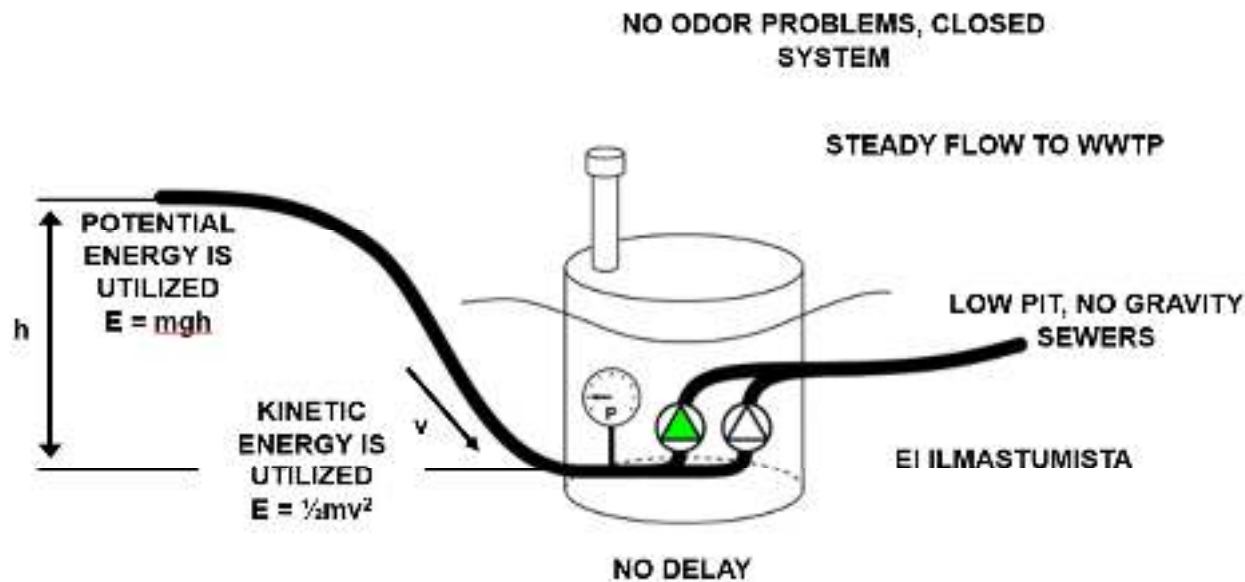 NO ODOR PROBLEMS, CLOSED
SYSTEM
STEADY FLOW TO WWTP
POTENTIAL
ENERGY IS
UTILIZED
E = mgh
h
LOW PIT, NO GRAVITY
SEWERS
P
v
KINETIC
ENERGY IS
UTILIZED
E = ½mv²
EI ILMASTUMISTA
NO DELAY